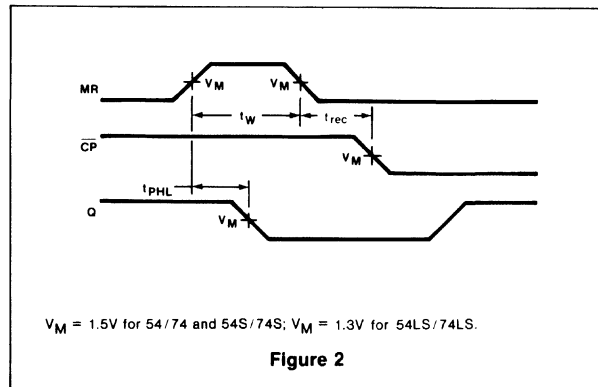 MR
V_M V_M
t_W t_rec
C̅P̅
V_M
t_PHL
Q
V_M
V_M = 1.5V for 54/74 and 54S/74S; V_M = 1.3V for 54LS/74LS.
Figure 2